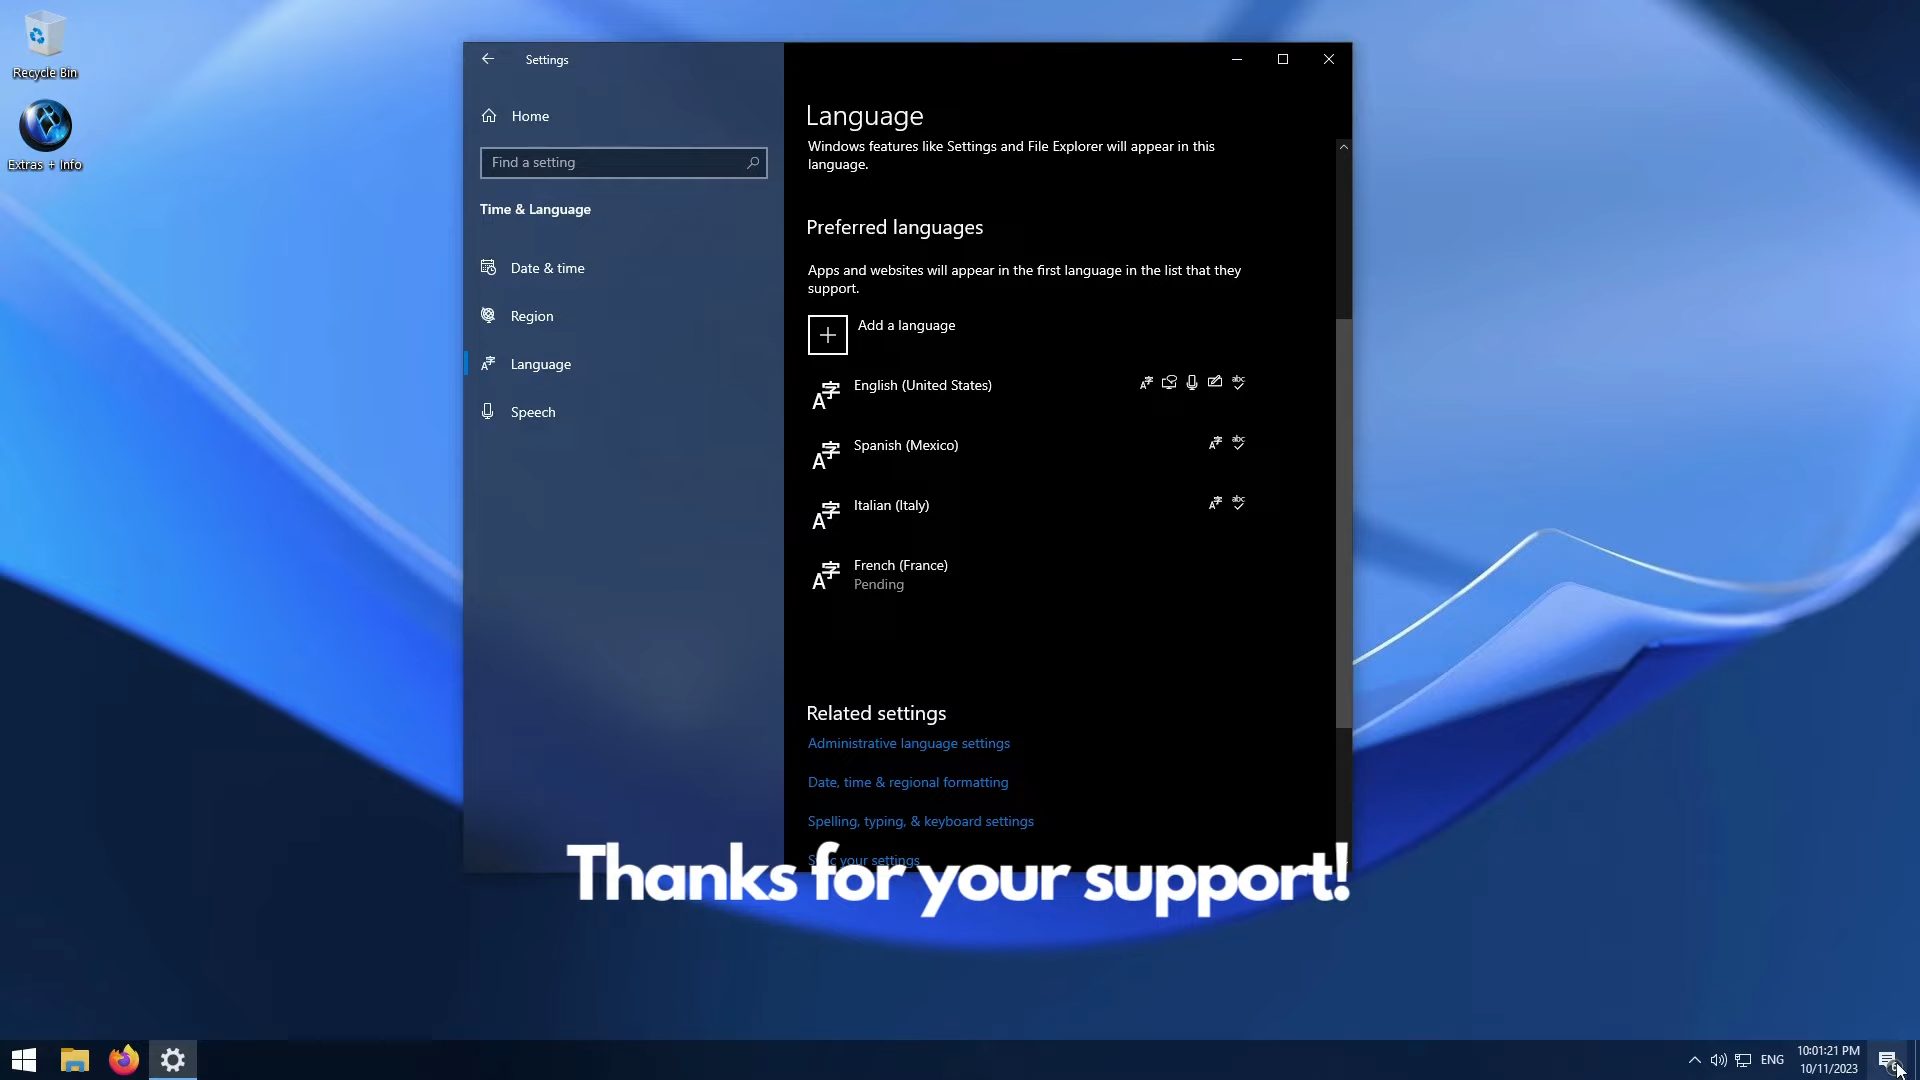 Recycle Bin
Extras + Info
Settings
Home
Find a setting
Time & Language
Date & time
Region
Language
Speech
Language
Windows features like Settings and File Explorer will appear in this
language.
Preferred languages
Apps and websites will appear in the first language in the list that they
support.
Add a language
English (United States)
Spanish (Mexico)
Italian (Italy)
French (France)
Pending
Related settings
Administrative language settings
Date, time & regional formatting
Spelling, typing, & keyboard settings
Sync your settings
Thanks for your support!
ENG
10:01:21 PM
10/11/2023